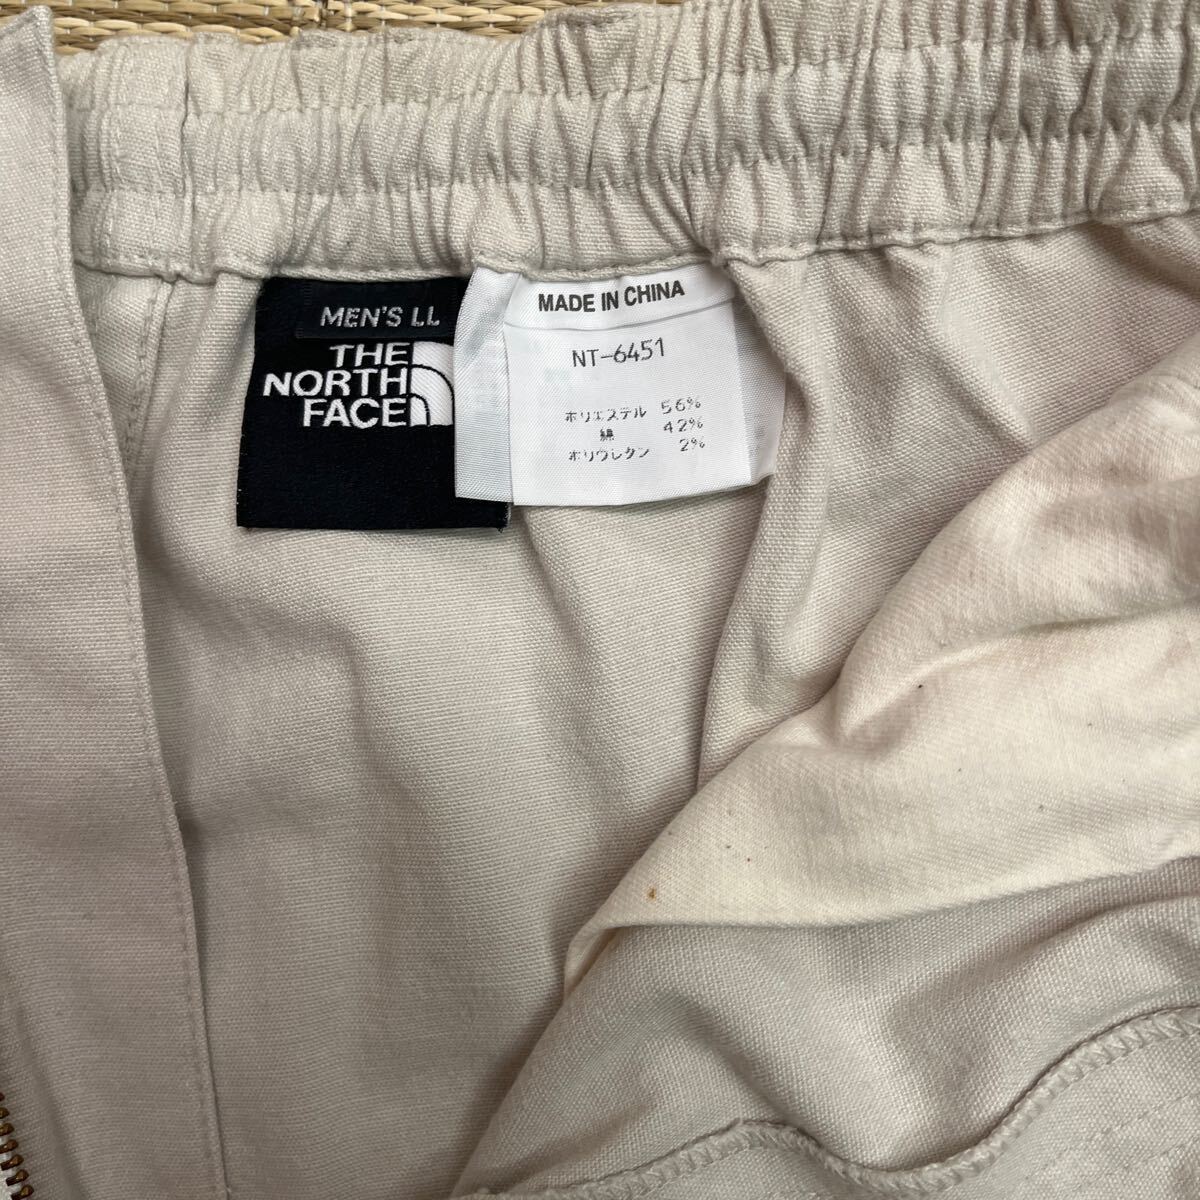 MEN'S LL
THE
NORTH
FACE
MADE IN CHINA
NT-6451
ポリエステル 56%
綿 42%
ポリウレタン 2%